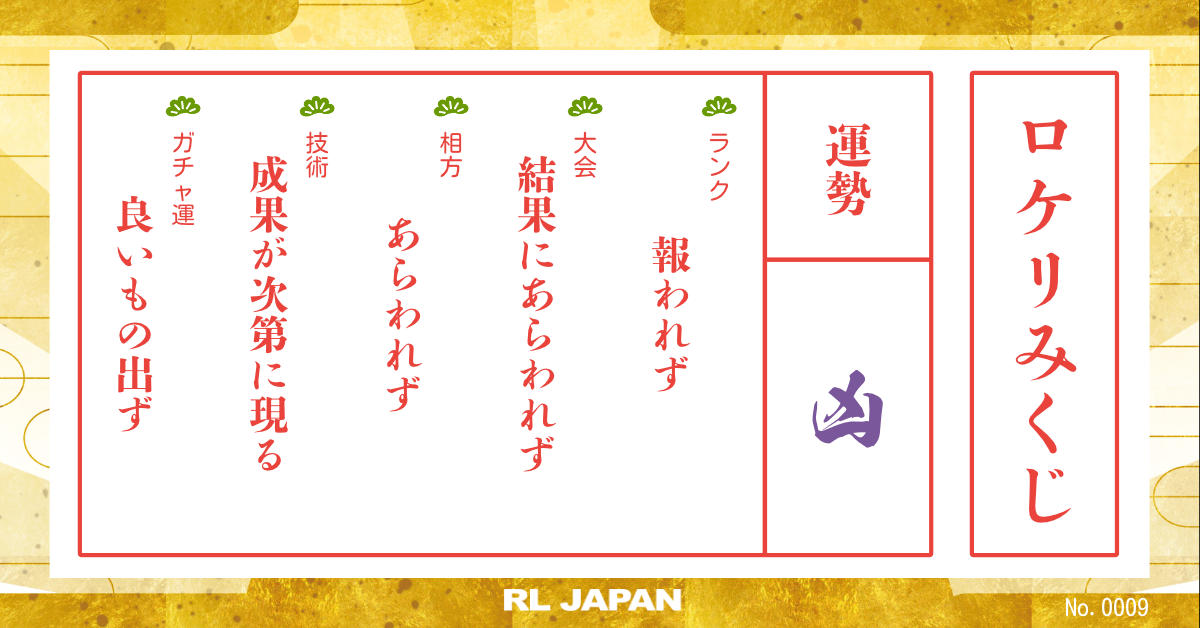 ロケリみくじ
運勢
凶
ランク
報われず
大会
結果にあらわれず
相方
あらわれず
技術
成果が次第に現る
ガチャ運
良いもの出ず
RL JAPAN
No. 0009